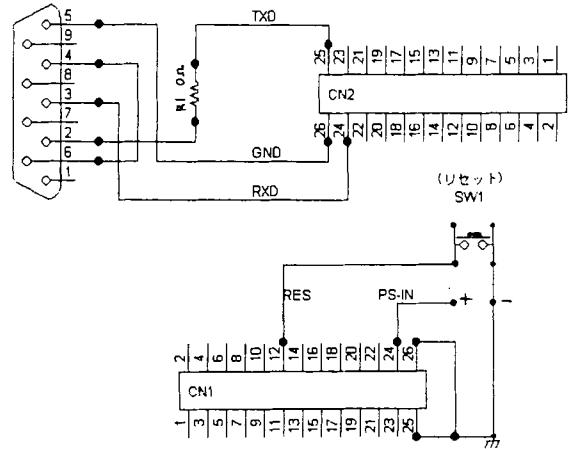 5
9
4
8
3
7
2
6
1
TXD
R1 0Ω
GND
RXD
25 23 21 19 17 15 13 11 9 7 5 3 1
CN2
26 24 22 20 18 16 14 12 10 8 6 4 2
(リセット)
SW1
RES
PS-IN
+ -
2 4 6 8 10 12 14 16 18 20 22 24 26
CN1
1 3 5 7 9 11 13 15 17 19 21 23 25